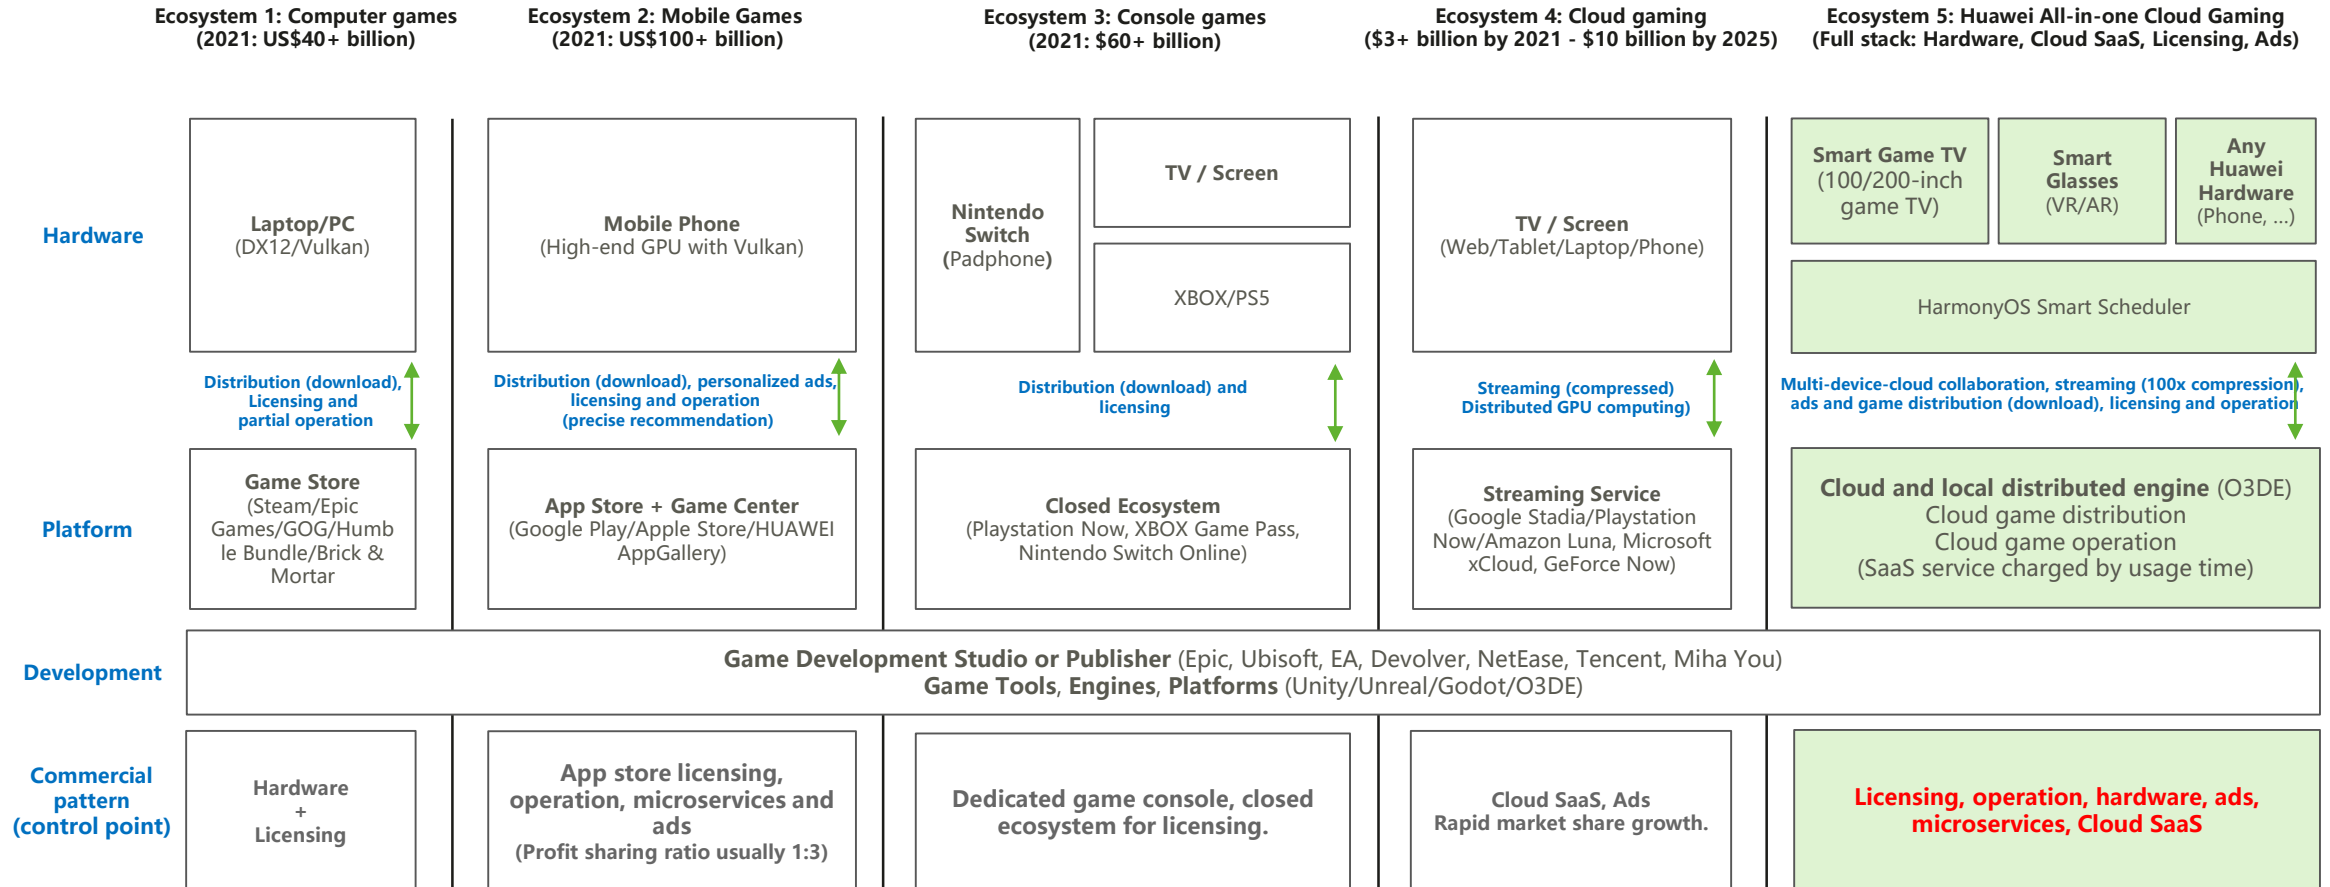 Ecosystem 1: Computer games
(2021: US$40+ billion)
Ecosystem 2: Mobile Games
(2021: US$100+ billion)
Ecosystem 3: Console games
(2021: $60+ billion)
Ecosystem 4: Cloud gaming
($3+ billion by 2021 - $10 billion by 2025)
Ecosystem 5: Huawei All-in-one Cloud Gaming
(Full stack: Hardware, Cloud SaaS, Licensing, Ads)
Hardware
Laptop/PC
(DX12/Vulkan)
Mobile Phone
(High-end GPU with Vulkan)
Nintendo
Switch
(Padphone)
TV / Screen
XBOX/PS5
TV / Screen
(Web/Tablet/Laptop/Phone)
Smart Game TV
(100/200-inch
game TV)
Smart
Glasses
(VR/AR)
Any
Huawei
Hardware
(Phone, ...)
HarmonyOS Smart Scheduler
Distribution (download),
Licensing and
partial operation
Distribution (download), personalized ads,
licensing and operation
(precise recommendation)
Distribution (download) and
licensing
Streaming (compressed)
Distributed GPU computing)
Multi-device-cloud collaboration, streaming (100x compression),
ads and game distribution (download), licensing and operation
Platform
Game Store
(Steam/Epic
Games/GOG/Humb
le Bundle/Brick &
Mortar
App Store + Game Center
(Google Play/Apple Store/HUAWEI
AppGallery)
Closed Ecosystem
(Playstation Now, XBOX Game Pass,
Nintendo Switch Online)
Streaming Service
(Google Stadia/Playstation
Now/Amazon Luna, Microsoft
xCloud, GeForce Now)
Cloud and local distributed engine (O3DE)
Cloud game distribution
Cloud game operation
(SaaS service charged by usage time)
Development
Game Development Studio or Publisher (Epic, Ubisoft, EA, Devolver, NetEase, Tencent, Miha You)
Game Tools, Engines, Platforms (Unity/Unreal/Godot/O3DE)
Commercial
pattern
(control point)
Hardware
+
Licensing
App store licensing,
operation, microservices and
ads
(Profit sharing ratio usually 1:3)
Dedicated game console, closed
ecosystem for licensing.
Cloud SaaS, Ads
Rapid market share growth.
Licensing, operation, hardware, ads,
microservices, Cloud SaaS